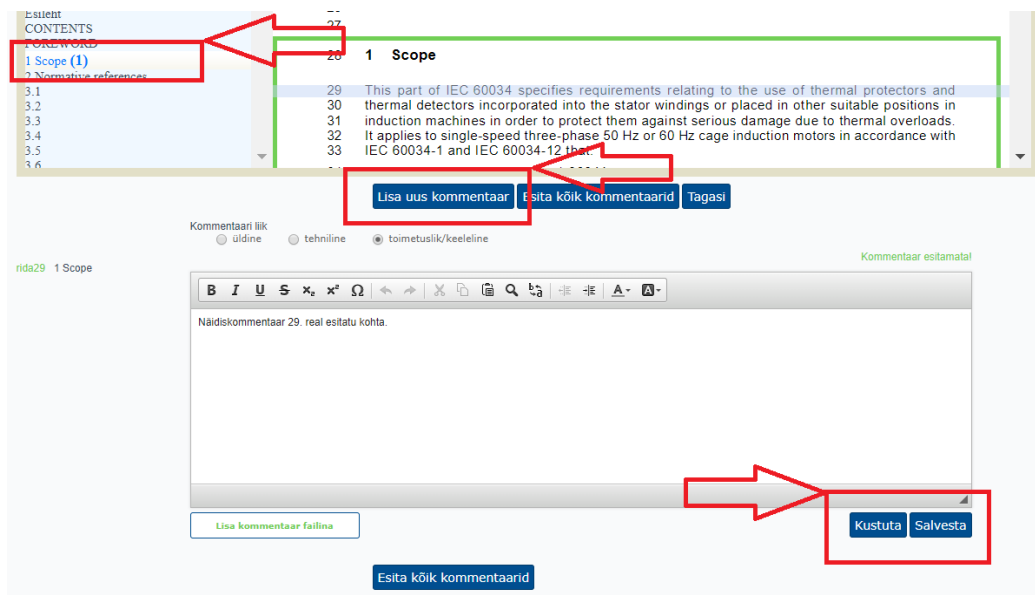 Esileht
CONTENTS
FOREWORD
1 Scope (1)
2 Normative references
3.1
3.2
3.3
3.4
3.5
3.6
27
28 1 Scope
29 This part of IEC 60034 specifies requirements relating to the use of thermal protectors and
30 thermal detectors incorporated into the stator windings or placed in other suitable positions in
31 induction machines in order to protect them against serious damage due to thermal overloads.
32 It applies to single-speed three-phase 50 Hz or 60 Hz cage induction motors in accordance with
33 IEC 60034-1 and IEC 60034-12 that:
Lisa uus kommentaar Esita kõik kommentaarid Tagasi
Kommentaari liik
üldine tehniline toimetuslik/keeleline
Kommentaar esitamata!
rida29 1 Scope
B I U S x₂ x² Ω A A
Näidiskommentaar 29. real esitatu kohta.
Lisa kommentaar failina Kustuta Salvesta
Esita kõik kommentaarid